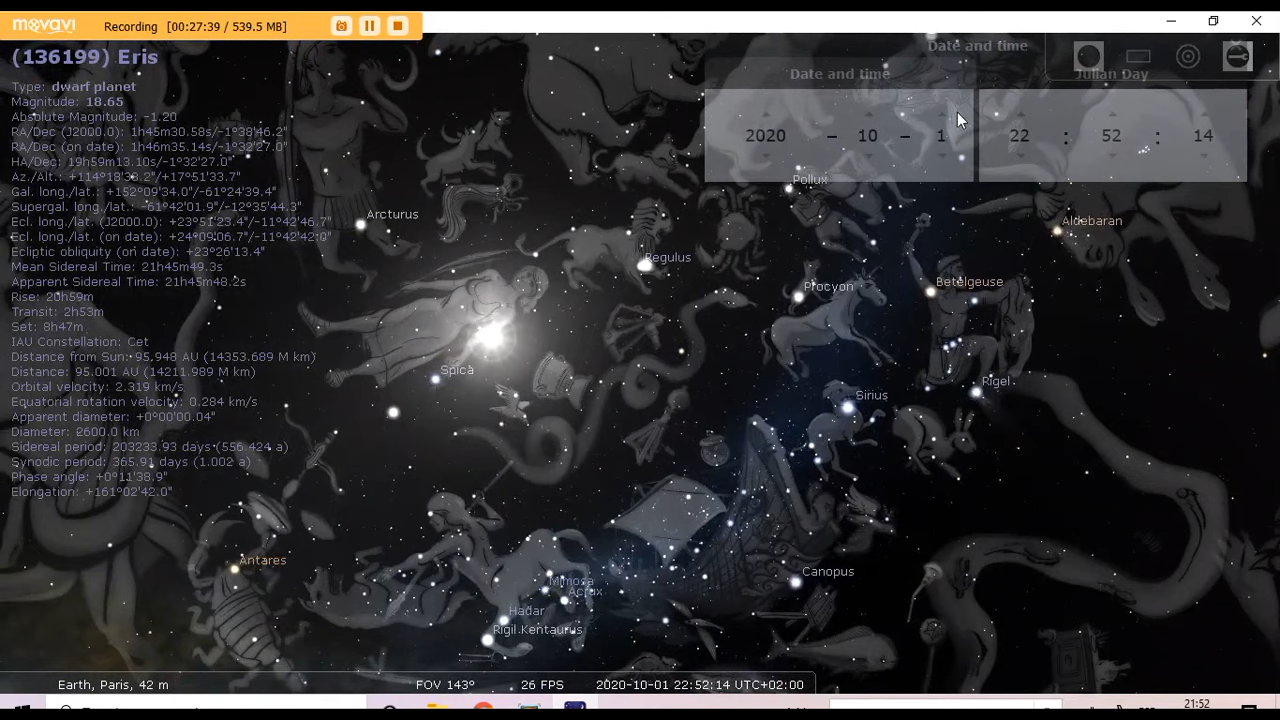 movavi Recording [00:27:39 / 539.5 MB]
(136199) Eris
Type: dwarf planet
Magnitude: 18.65
Absolute Magnitude: -1.20
RA/Dec (J2000.0): 1h45m30.58s/-1°38'46.2"
RA/Dec (on date): 1h46m35.14s/-1°32'27.0"
HA/Dec: 19h59m13.10s/-1°32'27.0"
Az./Alt.: +114°18'38.2"/+17°51'33.7"
Gal. long./lat.: +152°09'34.0"/-61°24'39.4"
Supergal. long./lat.: -61°42'01.9"/-12°35'44.3"
Ecl. long./lat. (J2000.0): +23°51'23.4"/-11°42'46.7"
Ecl. long./lat. (on date): +24°09'06.7"/-11°42'42.0"
Ecliptic obliquity (on date): +23°26'13.4"
Mean Sidereal Time: 21h45m49.3s
Apparent Sidereal Time: 21h45m48.2s
Rise: 20h59m
Transit: 2h53m
Set: 8h47m
IAU Constellation: Cet
Distance from Sun: 95.948 AU (14353.689 M km)
Distance: 95.001 AU (14211.989 M km)
Orbital velocity: 2.319 km/s
Equatorial rotation velocity: 0.284 km/s
Apparent diameter: +0°00'00.04"
Diameter: 2600.0 km
Sidereal period: 203233.93 days (556.424 a)
Synodic period: 365.91 days (1.002 a)
Phase angle: +0°11'38.9"
Elongation: +161°02'42.0"
Date and time
Date and time Julian Day
2020 - 10 - 1 22 : 52 : 14
Pollux
Arcturus
Aldebaran
Regulus
Procyon
Betelgeuse
Spica
Rigel
Sirius
Antares
Canopus
Mimosa
Acrux
Hadar
Rigil Kentaurus
Earth, Paris, 42 m FOV 143° 26 FPS 2020-10-01 22:52:14 UTC+02:00
21:52